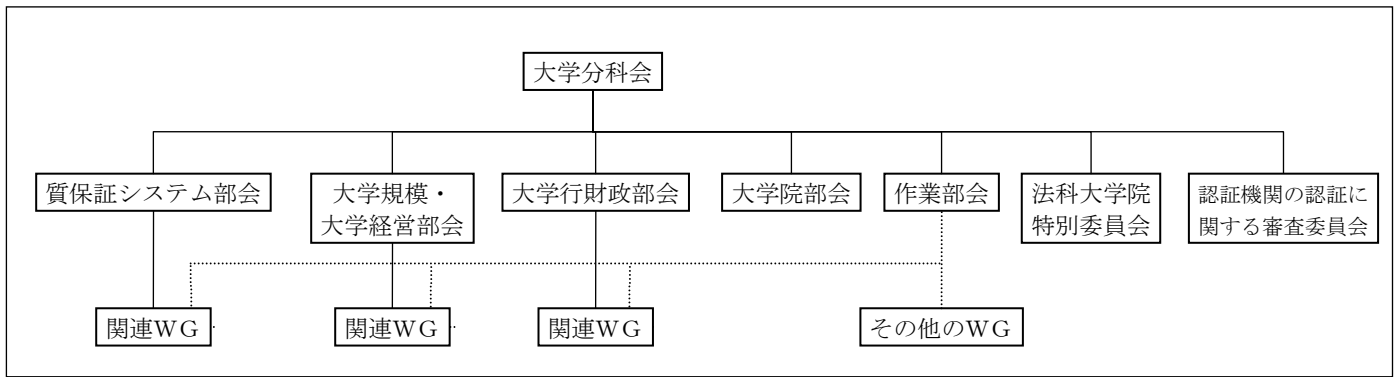 大学分科会
質保証システム部会
大学規模・
大学経営部会
大学行財政部会
大学院部会
作業部会
法科大学院
特別委員会
認証機関の認証に
関する審査委員会
関連ＷＧ
関連ＷＧ
関連ＷＧ
その他のＷＧ